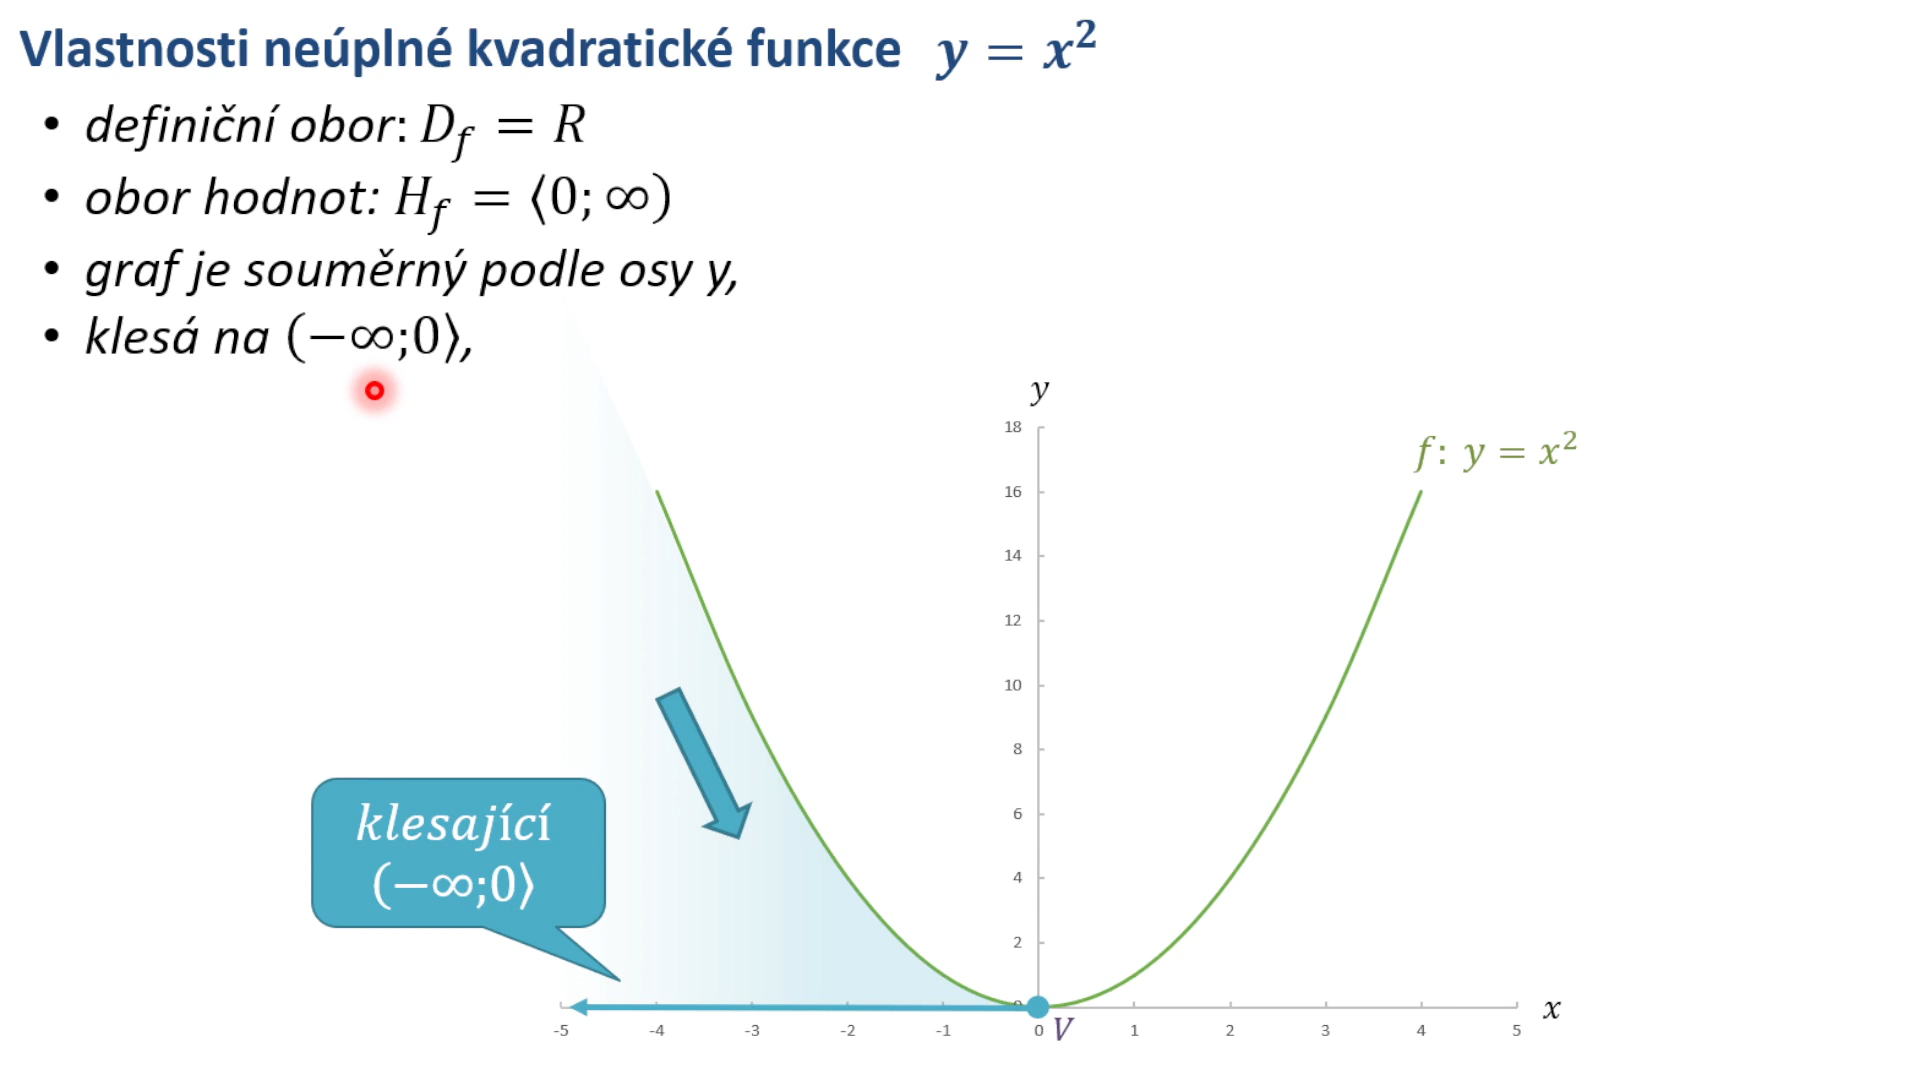 Vlastnosti neúplné kvadratické funkce y = x²
• definiční obor: D_f = R
• obor hodnot: H_f = ⟨0; ∞)
• graf je souměrný podle osy y,
• klesá na (−∞;0⟩,
y
18
f: y = x²
16
14
12
10
8
6
klesající
(−∞;0⟩
4
2
0
x
-5 -4 -3 -2 -1 0 V 1 2 3 4 5